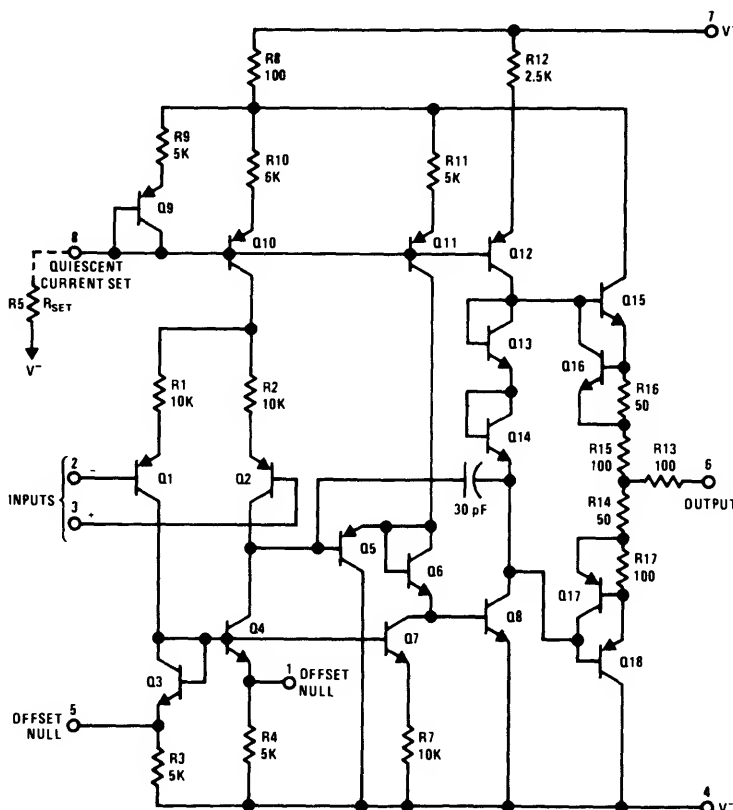 7
V⁺
R8
100
R12
2.5K
R9
5K
R10
6K
R11
5K
Q9
8
QUIESCENT
CURRENT SET
Q10
Q11
Q12
R5
RSET
V⁻
Q13
Q15
Q16
R16
50
R1
10K
R2
10K
Q14
R15
100
R13
100
6
OUTPUT
2
-
INPUTS
3
+
Q1
Q2
30 pF
R14
50
Q5
Q6
R17
100
Q17
Q4
Q7
Q8
Q18
Q3
1
OFFSET
NULL
5
OFFSET
NULL
R3
5K
R4
5K
R7
10K
4
V⁻